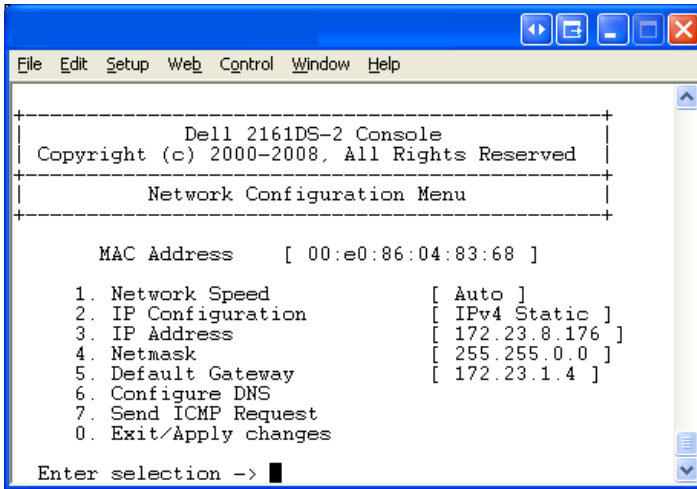 File Edit Setup Web Control Window Help
Dell 2161DS-2 Console
Copyright (c) 2000-2008, All Rights Reserved
Network Configuration Menu
MAC Address [ 00:e0:86:04:83:68 ]
1. Network Speed [ Auto ]
2. IP Configuration [ IPv4 Static ]
3. IP Address [ 172.23.8.176 ]
4. Netmask [ 255.255.0.0 ]
5. Default Gateway [ 172.23.1.4 ]
6. Configure DNS
7. Send ICMP Request
0. Exit/Apply changes
Enter selection ->